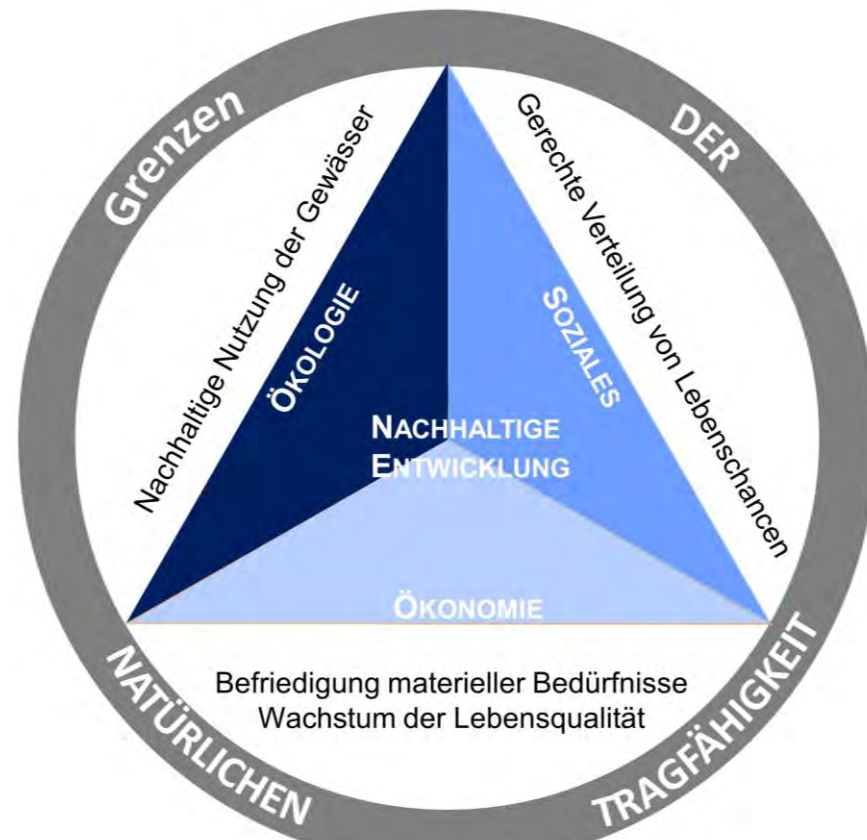 Grenzen
DER
NATÜRLICHEN
TRAGFÄHIGKEIT
Nachhaltige Nutzung der Gewässer
ÖKOLOGIE
Gerechte Verteilung von Lebenschancen
SOZIALES
NACHHALTIGE
ENTWICKLUNG
ÖKONOMIE
Befriedigung materieller Bedürfnisse
Wachstum der Lebensqualität